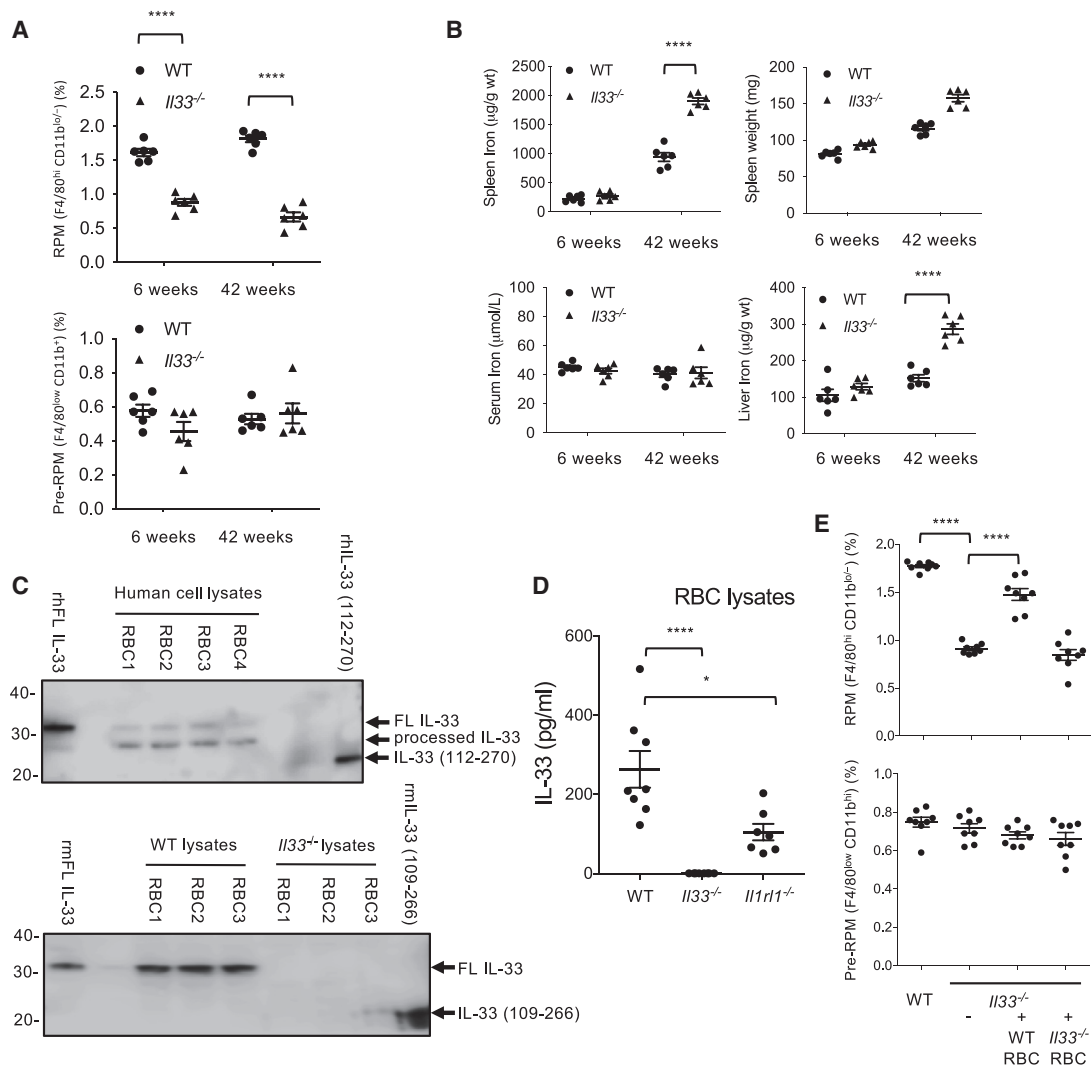 A
****
● WT
▲ Il33-/-
****
RPM (F4/80hi CD11blo/-) (%)
2.5
2.0
1.5
1.0
0.5
0.0
6 weeks 42 weeks
● WT
▲ Il33-/-
Pre-RPM (F4/80low CD11b+) (%)
1.0
0.8
0.6
0.4
0.2
0.0
6 weeks 42 weeks
B
● WT
▲ Il33-/-
****
Spleen Iron (µg/g wt)
2500
2000
1500
1000
500
0
6 weeks 42 weeks
● WT
▲ Il33-/-
Spleen weight (mg)
200
150
100
50
0
6 weeks 42 weeks
● WT
▲ Il33-/-
Serum Iron (µmol/L)
100
80
60
40
20
0
6 weeks 42 weeks
● WT
▲ Il33-/-
****
Liver Iron (µg/g wt)
400
300
200
100
0
6 weeks 42 weeks
C
rhFL IL-33
Human cell lysates
RBC1
RBC2
RBC3
RBC4
rhIL-33 (112-270)
40-
30-
20-
FL IL-33
processed IL-33
IL-33 (112-270)
rmFL IL-33
WT lysates
RBC1
RBC2
RBC3
Il33-/- lysates
RBC1
RBC2
RBC3
rmIL-33 (109-266)
40-
30-
20-
FL IL-33
IL-33 (109-266)
D
RBC lysates
****
*
IL-33 (pg/ml)
600
400
200
0
WT Il33-/- Il1rl1-/-
E
****
****
RPM (F4/80hi CD11blo/-) (%)
2.0
1.5
1.0
0.5
0.0
Pre-RPM (F4/80low CD11bhi) (%)
1.0
0.8
0.6
0.4
0.2
0.0
WT Il33-/-
- + +
WT Il33-/-
RBC RBC